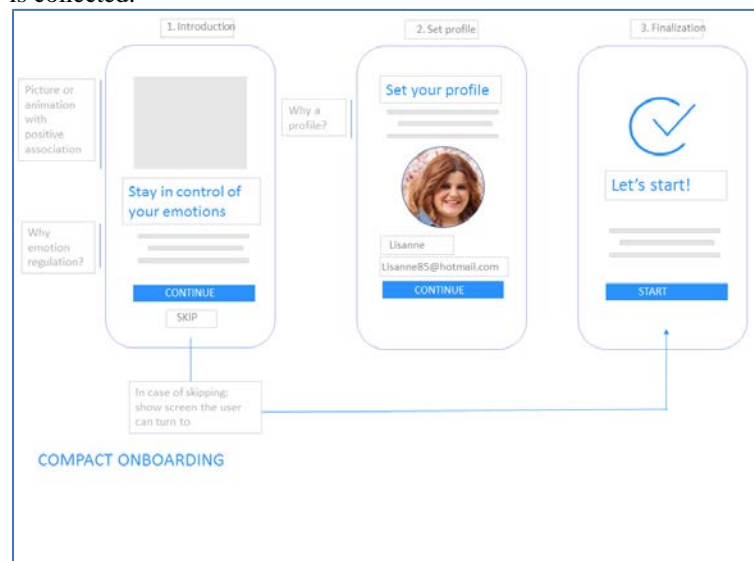 is collected.
1. Introduction
2. Set profile
3. Finalization
Picture or
animation
with
positive
association
Stay in control of
your emotions
Why
emotion
regulation?
CONTINUE
SKIP
Why a
profile?
Set your profile
Lisanne
Lisanne85@hotmail.com
CONTINUE
Let's start!
START
In case of skipping:
show screen the user
can turn to
COMPACT ONBOARDING